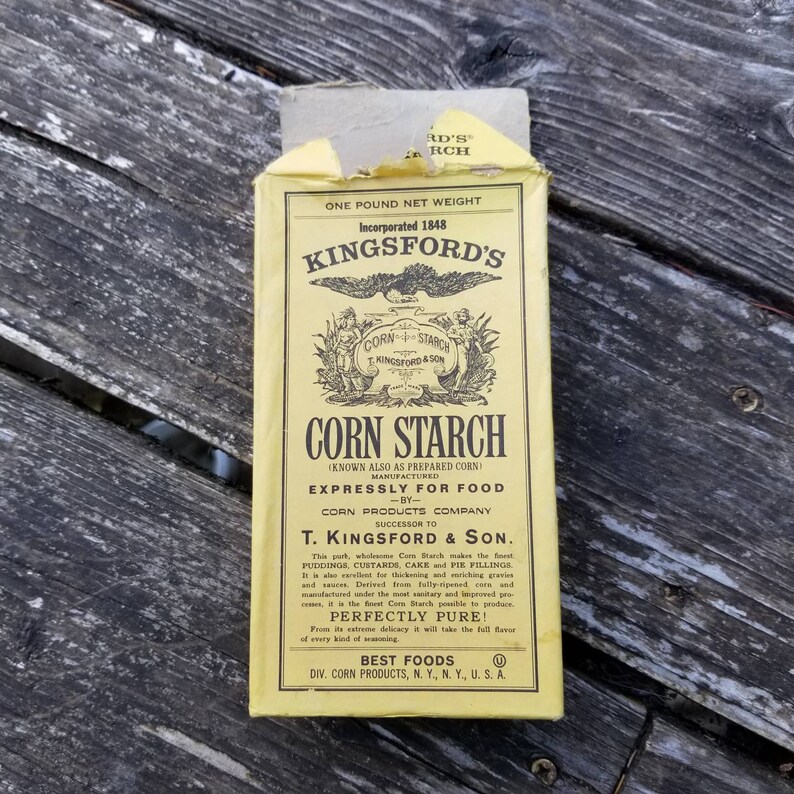 RD'S®
RCH
ONE POUND NET WEIGHT
Incorporated 1848
KINGSFORD'S
CORN STARCH
T. KINGSFORD & SON
TRADE MARK
CORN STARCH
(KNOWN ALSO AS PREPARED CORN)
MANUFACTURED
EXPRESSLY FOR FOOD
—BY—
CORN PRODUCTS COMPANY
SUCCESSOR TO
T. KINGSFORD & SON.
This pure, wholesome Corn Starch makes the finest
PUDDINGS, CUSTARDS, CAKE and PIE FILLINGS.
It is also excellent for thickening and enriching gravies
and sauces. Derived from fully-ripened corn and
manufactured under the most sanitary and improved pro-
cesses, it is the finest Corn Starch possible to produce.
PERFECTLY PURE!
From its extreme delicacy it will take the full flavor
of every kind of seasoning.
BEST FOODS U
DIV. CORN PRODUCTS, N. Y., N. Y., U. S. A.